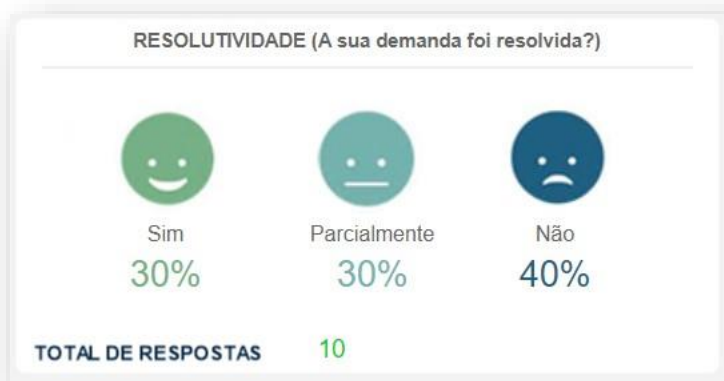 RESOLUTIVIDADE (A sua demanda foi resolvida?)
Sim Parcialmente Não
30% 30% 40%
TOTAL DE RESPOSTAS 10